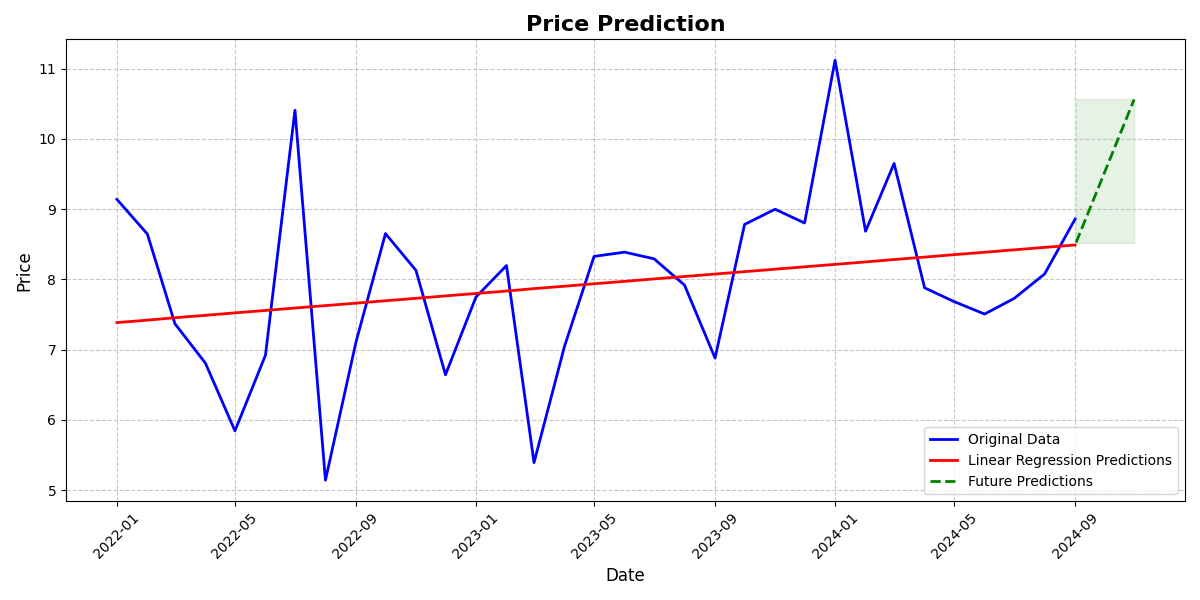 Price Prediction
Price
11
10
9
8
7
6
5
Original Data
Linear Regression Predictions
Future Predictions
2022-01
2022-05
2022-09
2023-01
2023-05
2023-09
2024-01
2024-05
2024-09
Date